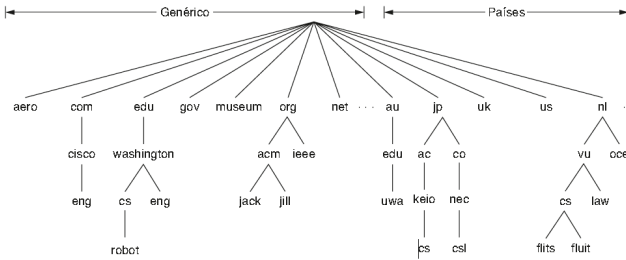 Genérico Países
aero com edu gov museum org net · · · au jp uk us nl
cisco washington acm ieee edu ac co vu oce
eng cs eng jack jill uwa keio nec cs law
robot cs csl flits fluit